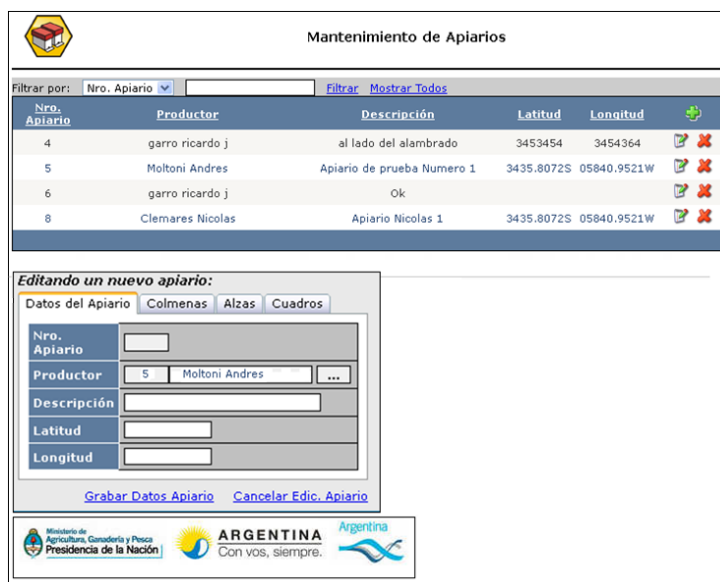 Mantenimiento de Apiarios
Filtrar por: Nro. Apiario Filtrar Mostrar Todos
Nro. Apiario Productor Descripción Latitud Longitud
4 garro ricardo j al lado del alambrado 3453454 3454364
5 Moltoni Andres Apiario de prueba Numero 1 3435.8072S 05840.9521W
6 garro ricardo j Ok
8 Clemares Nicolas Apiario Nicolas 1 3435.8072S 05840.9521W
Editando un nuevo apiario:
Datos del Apiario Colmenas Alzas Cuadros
Nro.
Apiario
Productor 5 Moltoni Andres ...
Descripción
Latitud
Longitud
Grabar Datos Apiario Cancelar Edic. Apiario
Ministerio de
Agricultura, Ganadería y Pesca
Presidencia de la Nación
ARGENTINA
Con vos, siempre.
Argentina